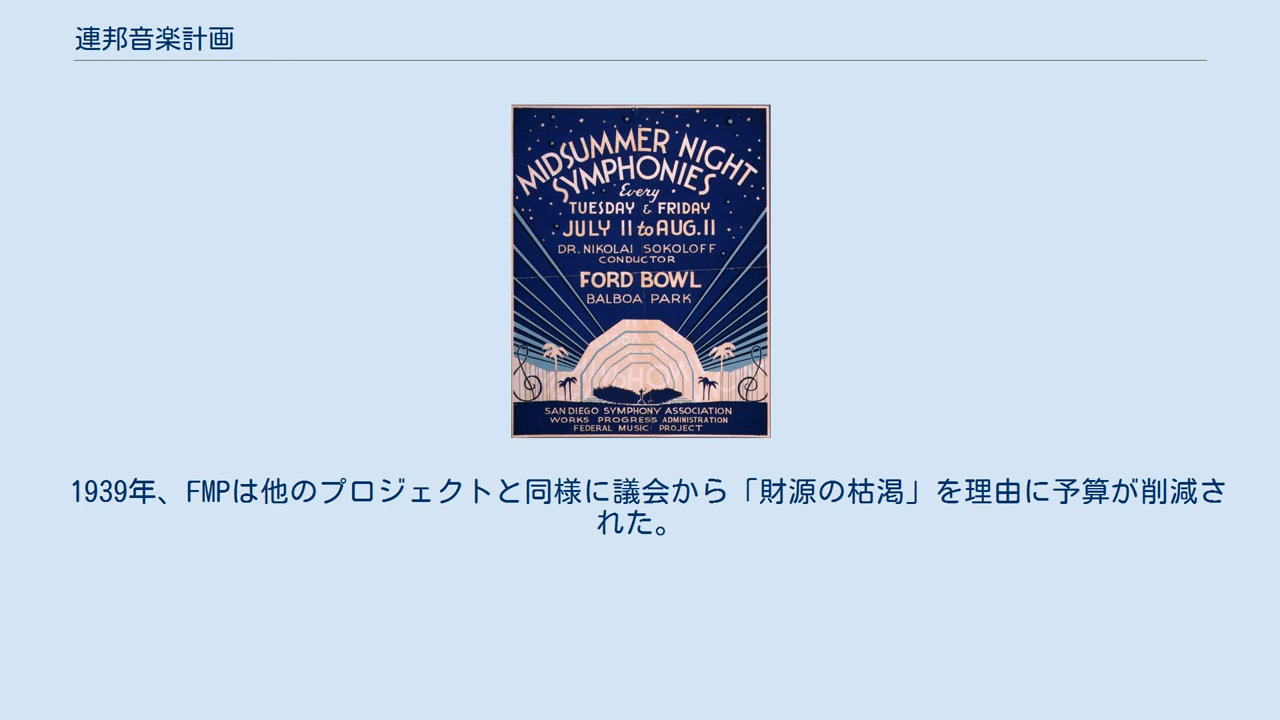 連邦音楽計画
MIDSUMMER NIGHT
SYMPHONIES
Every
TUESDAY & FRIDAY
JULY 11 to AUG.11
DR. NIKOLAI SOKOLOFF
CONDUCTOR
FORD BOWL
BALBOA PARK
SAN DIEGO SYMPHONY ASSOCIATION
WORKS PROGRESS ADMINISTRATION
FEDERAL MUSIC PROJECT
1939年、FMPは他のプロジェクトと同様に議会から「財源の枯渇」を理由に予算が削減さ
れた。